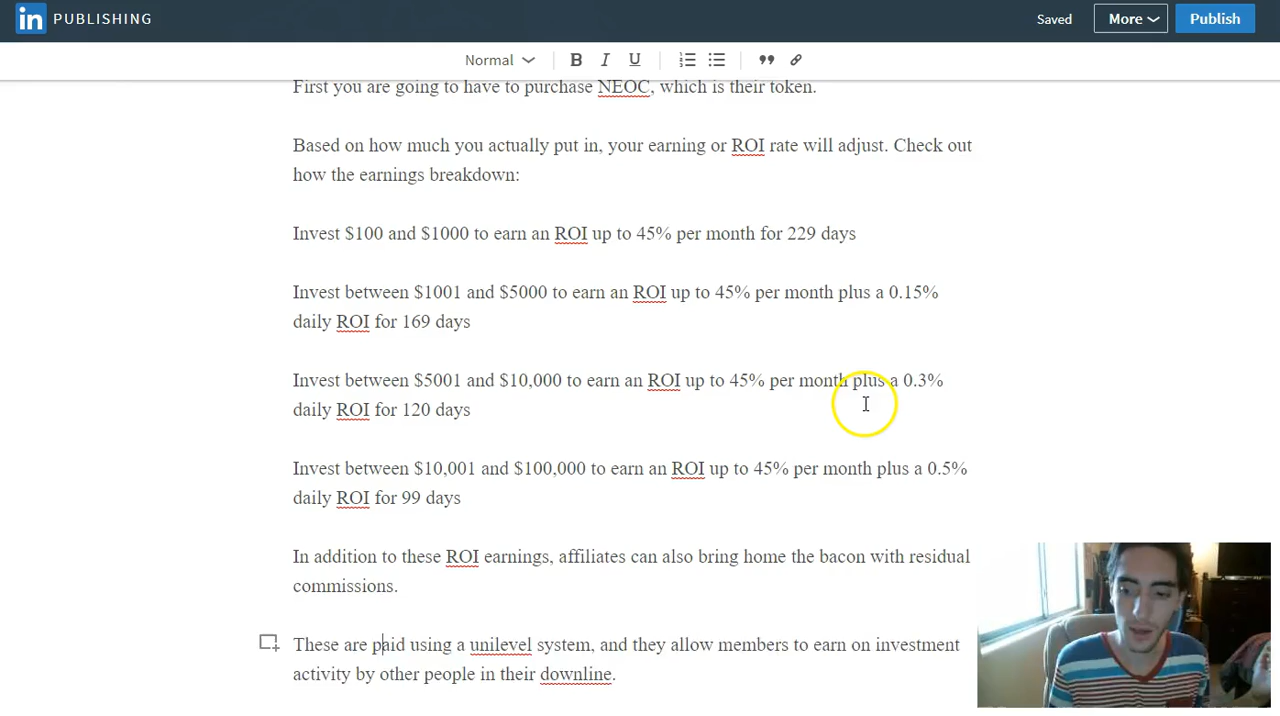 in PUBLISHING
Saved
More
Publish
Normal
B I U
First you are going to have to purchase NEOC, which is their token.
Based on how much you actually put in, your earning or ROI rate will adjust. Check out
how the earnings breakdown:
Invest $100 and $1000 to earn an ROI up to 45% per month for 229 days
Invest between $1001 and $5000 to earn an ROI up to 45% per month plus a 0.15%
daily ROI for 169 days
Invest between $5001 and $10,000 to earn an ROI up to 45% per month plus a 0.3%
daily ROI for 120 days
Invest between $10,001 and $100,000 to earn an ROI up to 45% per month plus a 0.5%
daily ROI for 99 days
In addition to these ROI earnings, affiliates can also bring home the bacon with residual
commissions.
These are paid using a unilevel system, and they allow members to earn on investment
activity by other people in their downline.